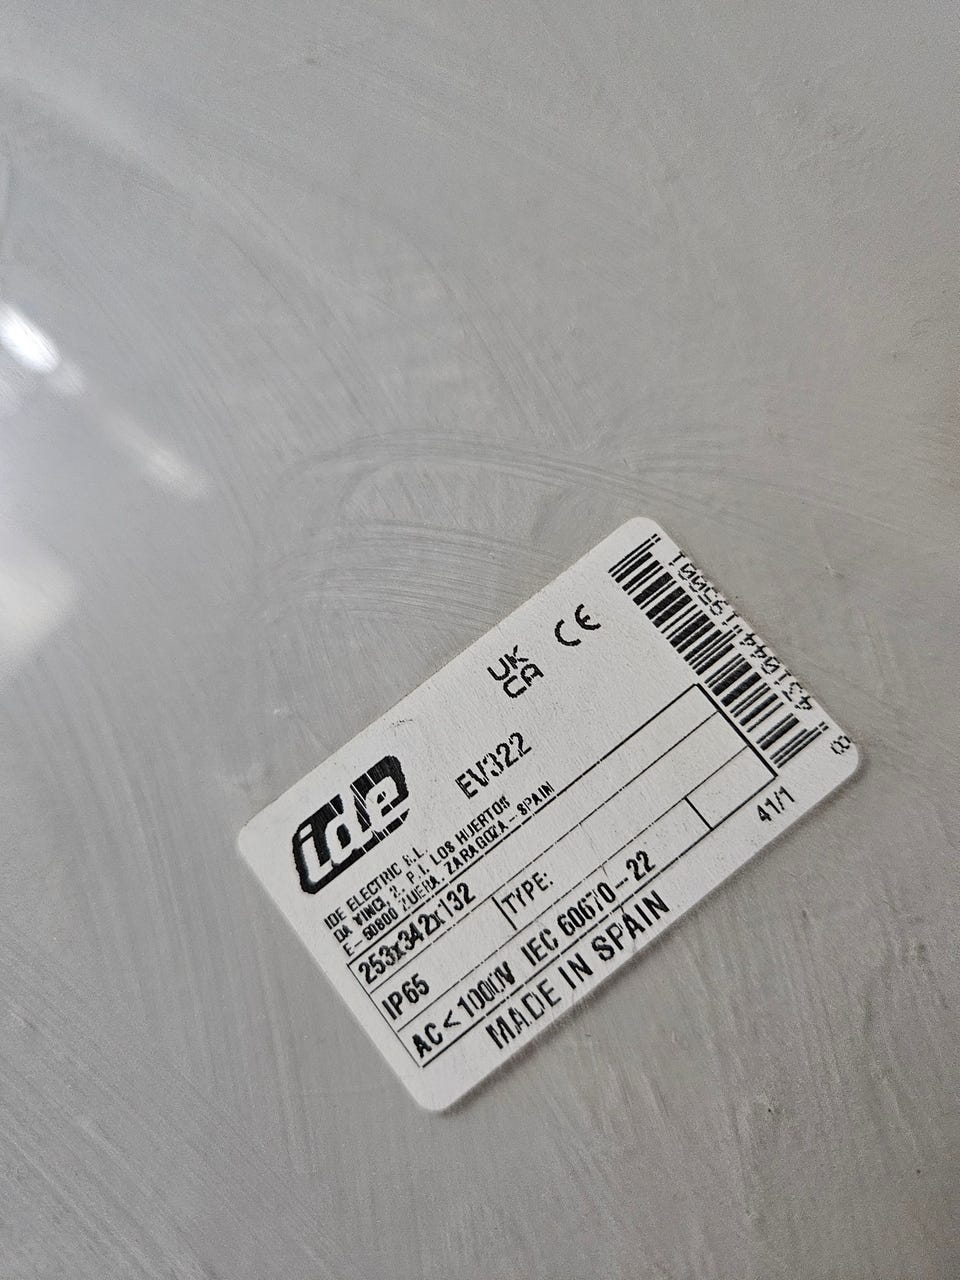 ide
EV322
UK
CA
CE
IDE ELECTRIC S.L.
DA VINCI, 2, P.I. LOS HUERTOS
E-50800 ZUERA, ZARAGOZA - SPAIN
253x342x132
TYPE:
IP65
AC < 1000V IEC 60670-22
MADE IN SPAIN
41/1